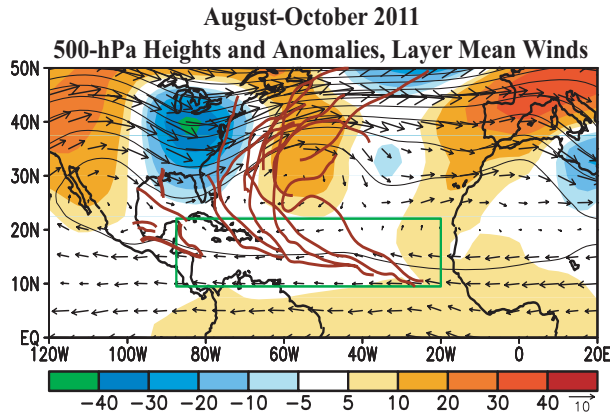 August-October 2011
500-hPa Heights and Anomalies, Layer Mean Winds
50N
40N
30N
20N
10N
EQ
120W 100W 80W 60W 40W 20W 0 20E
-40 -30 -20 -10 -5 5 10 20 30 40 10